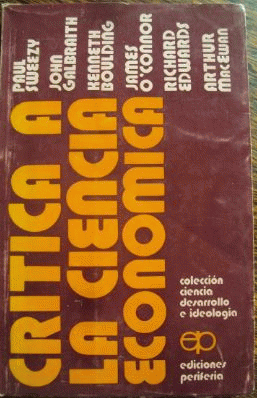 PAUL
SWEEZY
JOHN
GALBRAITH
KENNETH
BOULDING
JAMES
O'CONNOR
RICHARD
EDWARDS
ARTHUR
MACEWAN
CRITICA A
LA CIENCIA
ECONOMICA
colección
ciencia
desarrollo
e ideología
ep
ediciones
periferia